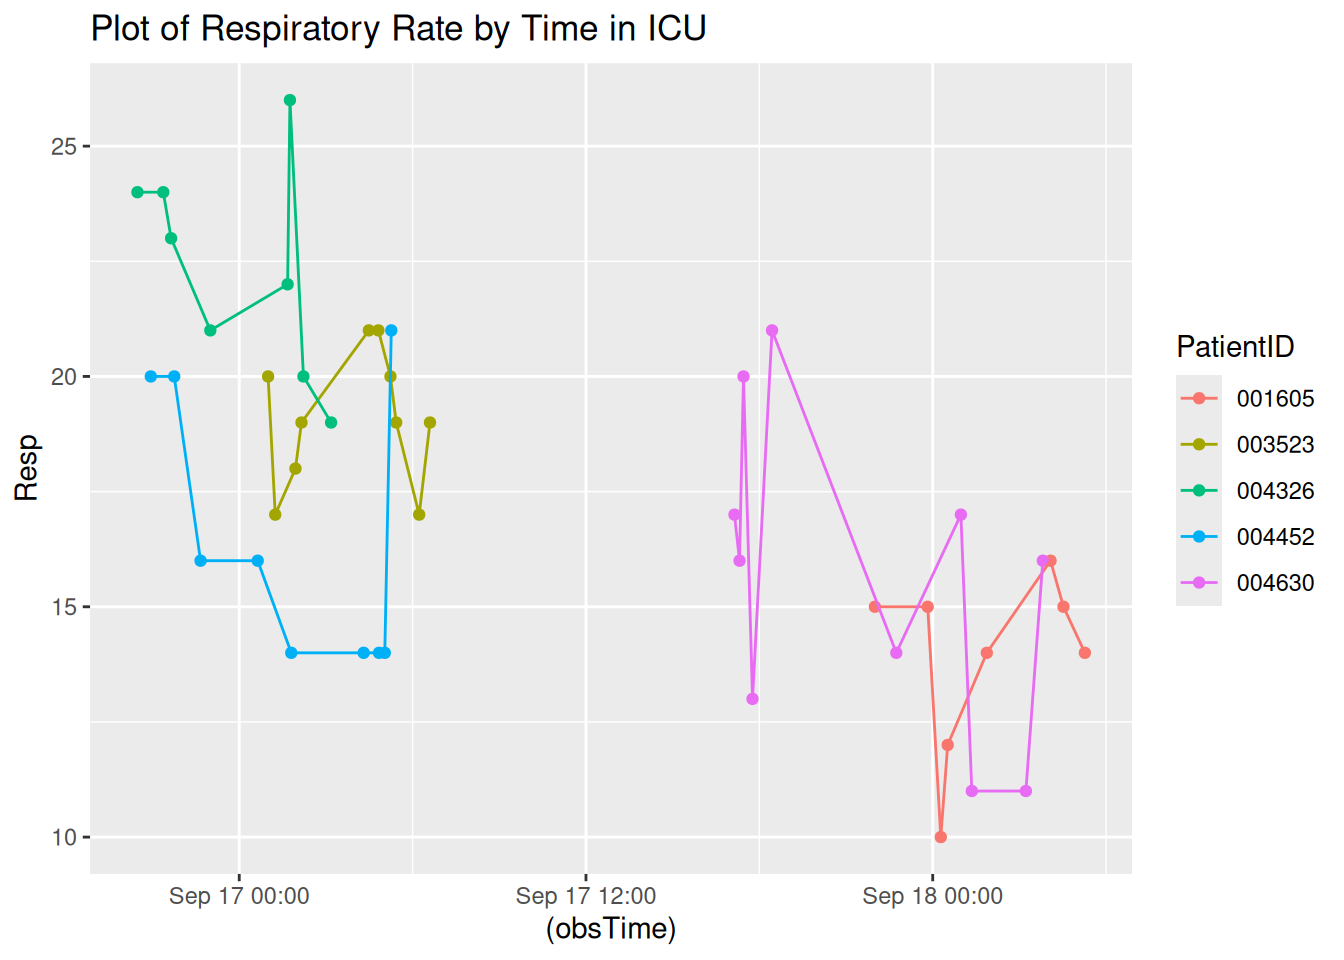 Plot of Respiratory Rate by Time in ICU
25
20
15
10
Resp
Sep 17 00:00
Sep 17 12:00
Sep 18 00:00
(obsTime)
PatientID
001605
003523
004326
004452
004630